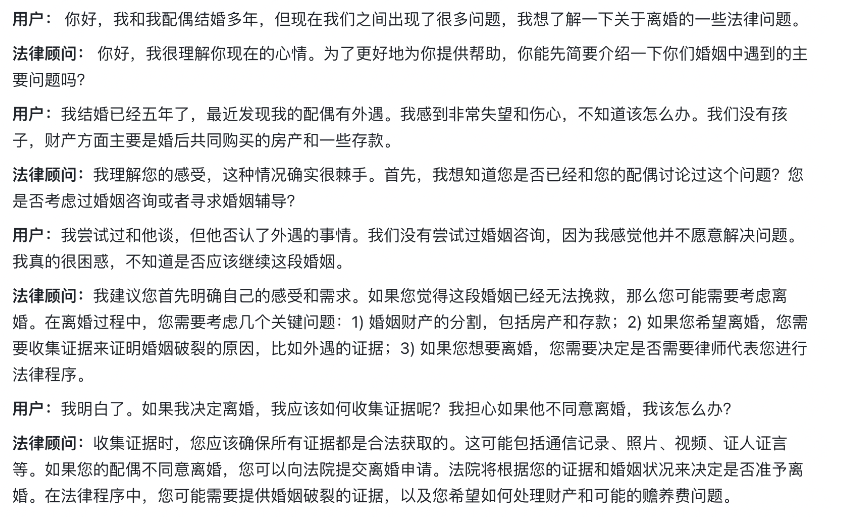 用户： 你好，我和我配偶结婚多年，但现在我们之间出现了很多问题，我想了解一下关于离婚的一些法律问题。
法律顾问： 你好，我很理解你现在的心情。为了更好地为你提供帮助，你能先简要介绍一下你们婚姻中遇到的主
要问题吗？
用户：我结婚已经五年了，最近发现我的配偶有外遇。我感到非常失望和伤心，不知道该怎么办。我们没有孩
子，财产方面主要是婚后共同购买的房产和一些存款。
法律顾问：我理解您的感受，这种情况确实很棘手。首先，我想知道您是否已经和您的配偶讨论过这个问题？您
是否考虑过婚姻咨询或者寻求婚姻辅导？
用户：我尝试过和他谈，但他否认了外遇的事情。我们没有尝试过婚姻咨询，因为我感觉他并不愿意解决问题。
我真的很困惑，不知道是否应该继续这段婚姻。
法律顾问：我建议您首先明确自己的感受和需求。如果您觉得这段婚姻已经无法挽救，那么您可能需要考虑离
婚。在离婚过程中，您需要考虑几个关键问题：1) 婚姻财产的分割，包括房产和存款；2) 如果您希望离婚，您需
要收集证据来证明婚姻破裂的原因，比如外遇的证据；3) 如果您想要离婚，您需要决定是否需要律师代表您进行
法律程序。
用户：我明白了。如果我决定离婚，我应该如何收集证据呢？我担心如果他不同意离婚，我该怎么办？
法律顾问：收集证据时，您应该确保所有证据都是合法获取的。这可能包括通信记录、照片、视频、证人证言
等。如果您的配偶不同意离婚，您可以向法院提交离婚申请。法院将根据您的证据和婚姻状况来决定是否准予离
婚。在法律程序中，您可能需要提供婚姻破裂的证据，以及您希望如何处理财产和可能的赡养费问题。